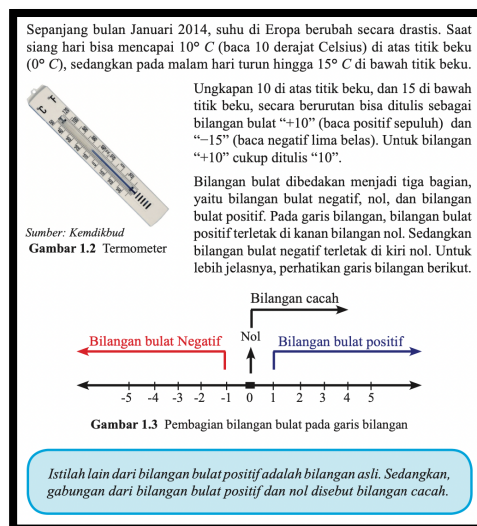 Sepanjang bulan Januari 2014, suhu di Eropa berubah secara drastis. Saat
siang hari bisa mencapai 10° C (baca 10 derajat Celsius) di atas titik beku
(0° C), sedangkan pada malam hari turun hingga 15° C di bawah titik beku.
Ungkapan 10 di atas titik beku, dan 15 di bawah
titik beku, secara berurutan bisa ditulis sebagai
bilangan bulat “+10” (baca positif sepuluh) dan
“−15” (baca negatif lima belas). Untuk bilangan
“+10” cukup ditulis “10”.
Bilangan bulat dibedakan menjadi tiga bagian,
yaitu bilangan bulat negatif, nol, dan bilangan
bulat positif. Pada garis bilangan, bilangan bulat
positif terletak di kanan bilangan nol. Sedangkan
bilangan bulat negatif terletak di kiri nol. Untuk
lebih jelasnya, perhatikan garis bilangan berikut.
Sumber: Kemdikbud
Gambar 1.2 Termometer
Bilangan cacah
Bilangan bulat Negatif Nol Bilangan bulat positif
-5 -4 -3 -2 -1 0 1 2 3 4 5
Gambar 1.3 Pembagian bilangan bulat pada garis bilangan
Istilah lain dari bilangan bulat positif adalah bilangan asli. Sedangkan,
gabungan dari bilangan bulat positif dan nol disebut bilangan cacah.